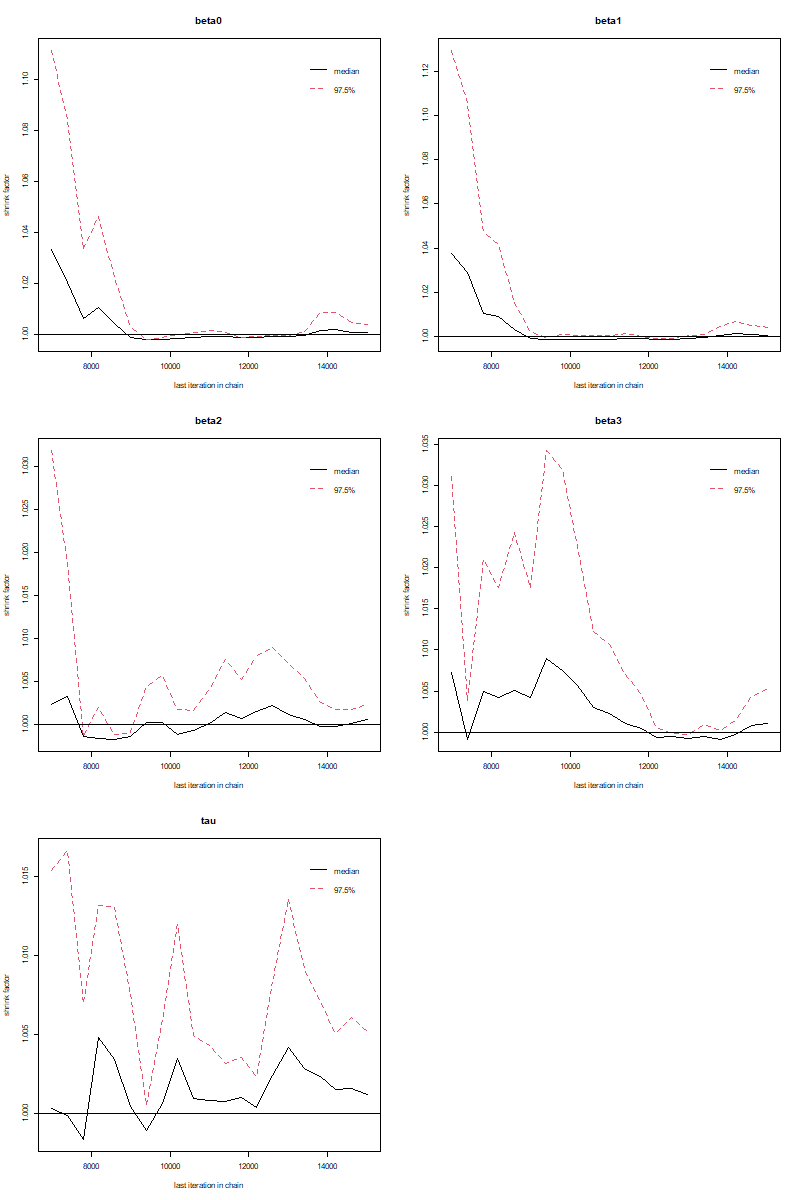 beta0
shrink factor
1.00 1.02 1.04 1.06 1.08 1.10
median
97.5%
8000 10000 12000 14000
last iteration in chain
beta1
shrink factor
1.00 1.02 1.04 1.06 1.08 1.10 1.12
median
97.5%
8000 10000 12000 14000
last iteration in chain
beta2
shrink factor
1.000 1.005 1.010 1.015 1.020 1.025 1.030
median
97.5%
8000 10000 12000 14000
last iteration in chain
beta3
shrink factor
1.000 1.005 1.010 1.015 1.020 1.025 1.030 1.035
median
97.5%
8000 10000 12000 14000
last iteration in chain
tau
shrink factor
1.000 1.005 1.010 1.015
median
97.5%
8000 10000 12000 14000
last iteration in chain